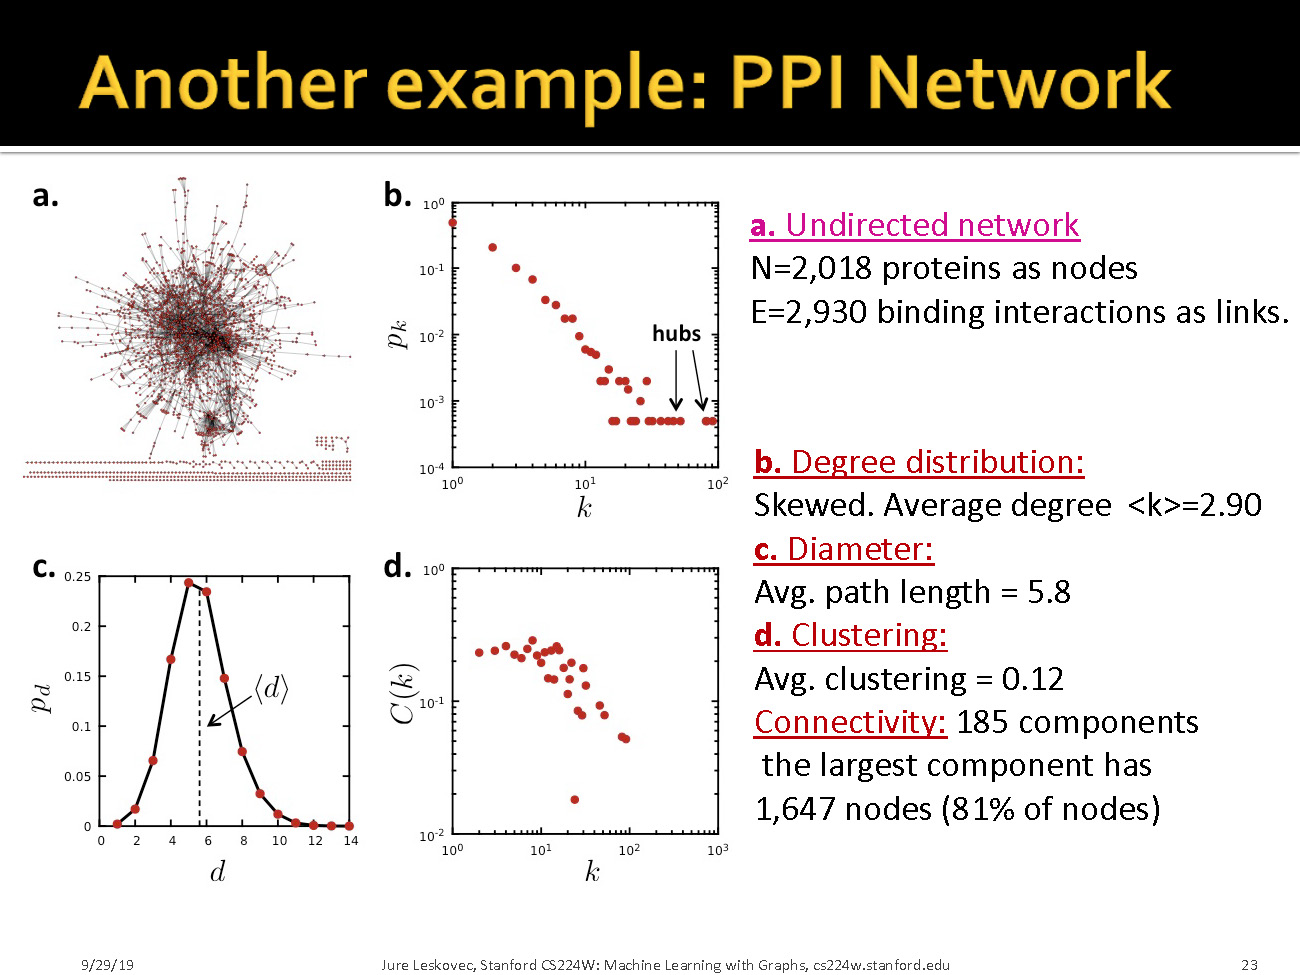 Another example: PPI Network
a.
b.
10^0
10^-1
10^-2
10^-3
10^-4
p_k
hubs
10^0
10^1
10^2
k
a. Undirected network
N=2,018 proteins as nodes
E=2,930 binding interactions as links.
b. Degree distribution:
Skewed. Average degree <k>=2.90
c. Diameter:
Avg. path length = 5.8
d. Clustering:
Avg. clustering = 0.12
Connectivity: 185 components
the largest component has
1,647 nodes (81% of nodes)
c.
0.25
0.2
0.15
0.1
0.05
0
p_d
⟨d⟩
0 2 4 6 8 10 12 14
d
d.
10^0
10^-1
10^-2
C(k)
10^0
10^1
10^2
10^3
k
9/29/19
Jure Leskovec, Stanford CS224W: Machine Learning with Graphs, cs224w.stanford.edu
23